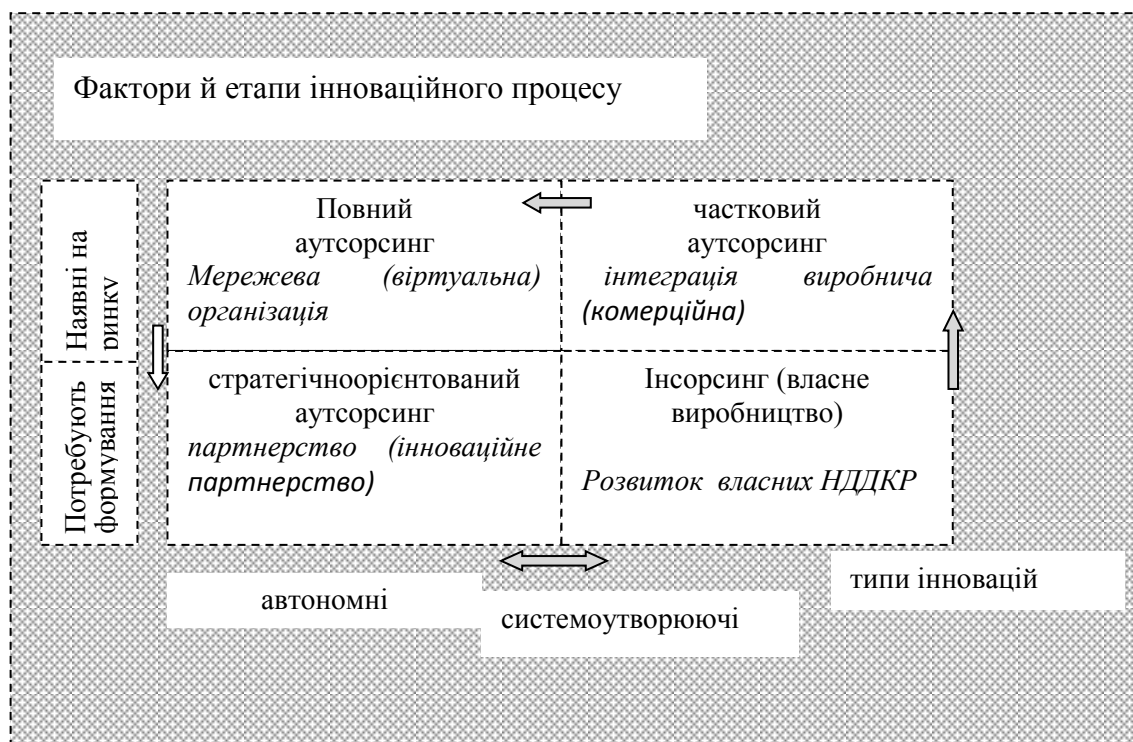 Фактори й етапи інноваційного процесу
Наявні на
ринку
Повний
аутсорсинг
Мережева (віртуальна)
організація
частковий
аутсорсинг
інтеграція виробнича
(комерційна)
Потребують
формування
стратегічноорієнтований
аутсорсинг
партнерство (інноваційне
партнерство)
Інсорсинг (власне
виробництво)
Розвиток власних НДДКР
автономні
системоутворюючі
типи інновацій